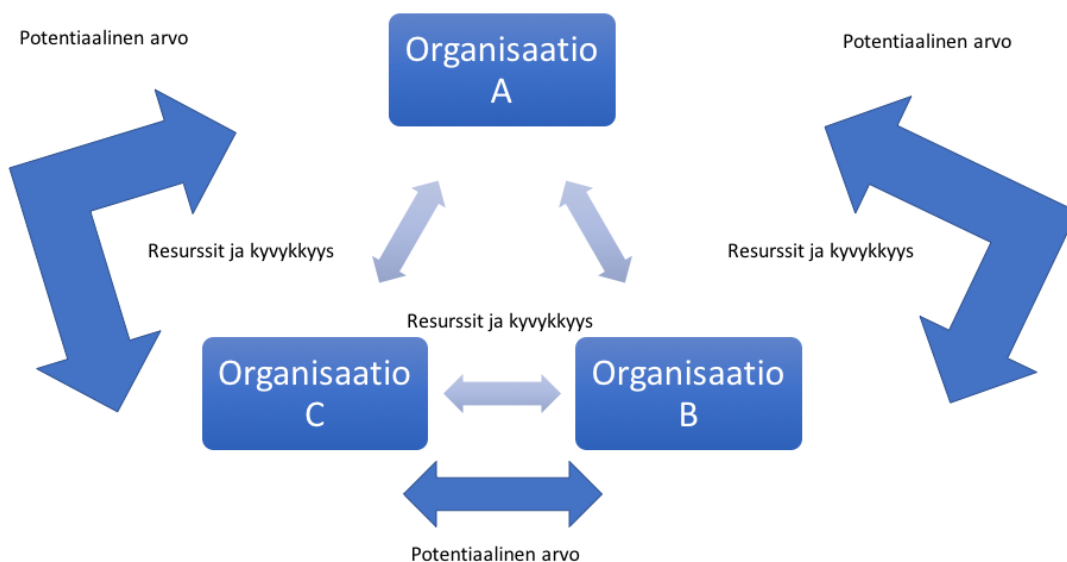 Potentiaalinen arvo
Organisaatio
A
Potentiaalinen arvo
Resurssit ja kyvykkyys
Resurssit ja kyvykkyys
Resurssit ja kyvykkyys
Organisaatio
C
Organisaatio
B
Potentiaalinen arvo